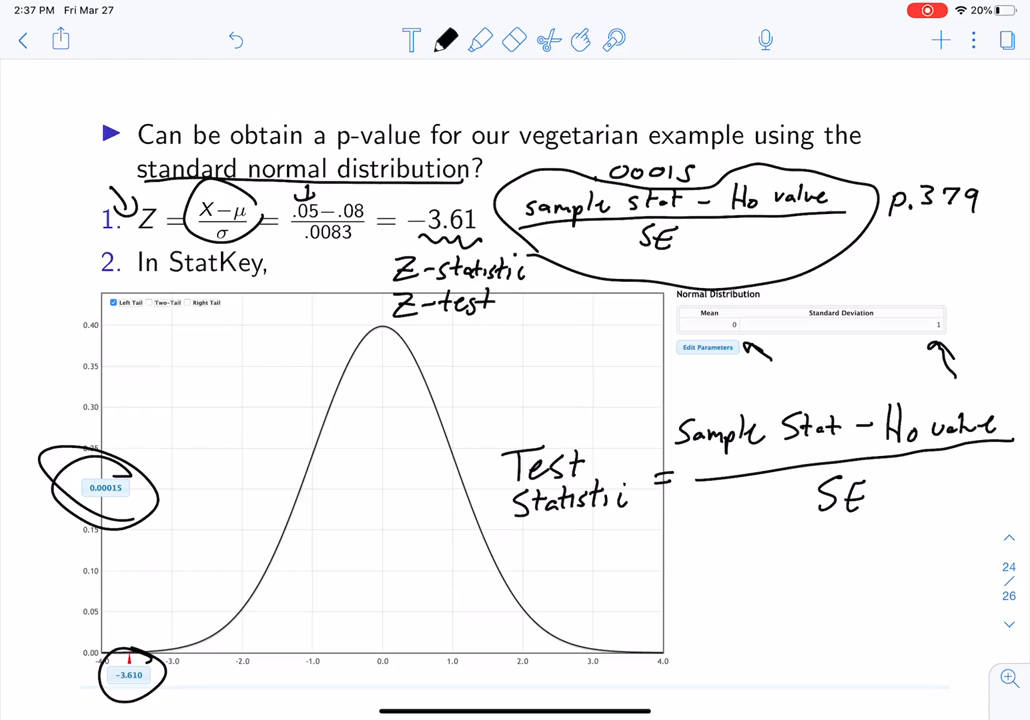 2:37 PM Fri Mar 27
20%
▶ Can be obtain a p-value for our vegetarian example using the
standard normal distribution?
.00015
1. Z = X−μ / σ = .05−.08 / .0083 = −3.61
sample stat - Ho value
SE
p.379
2. In StatKey,
Z-statistic
Z-test
Left Tail Two-Tail Right Tail
Normal Distribution
Mean Standard Deviation
0 1
Edit Parameters
0.40
0.35
0.30
0.25
0.00015
0.15
0.10
0.05
0.00
Test
Statistic
= Sample Stat - Ho value
SE
-4.0 -3.0 -2.0 -1.0 0.0 1.0 2.0 3.0 4.0
-3.610
24
/
26